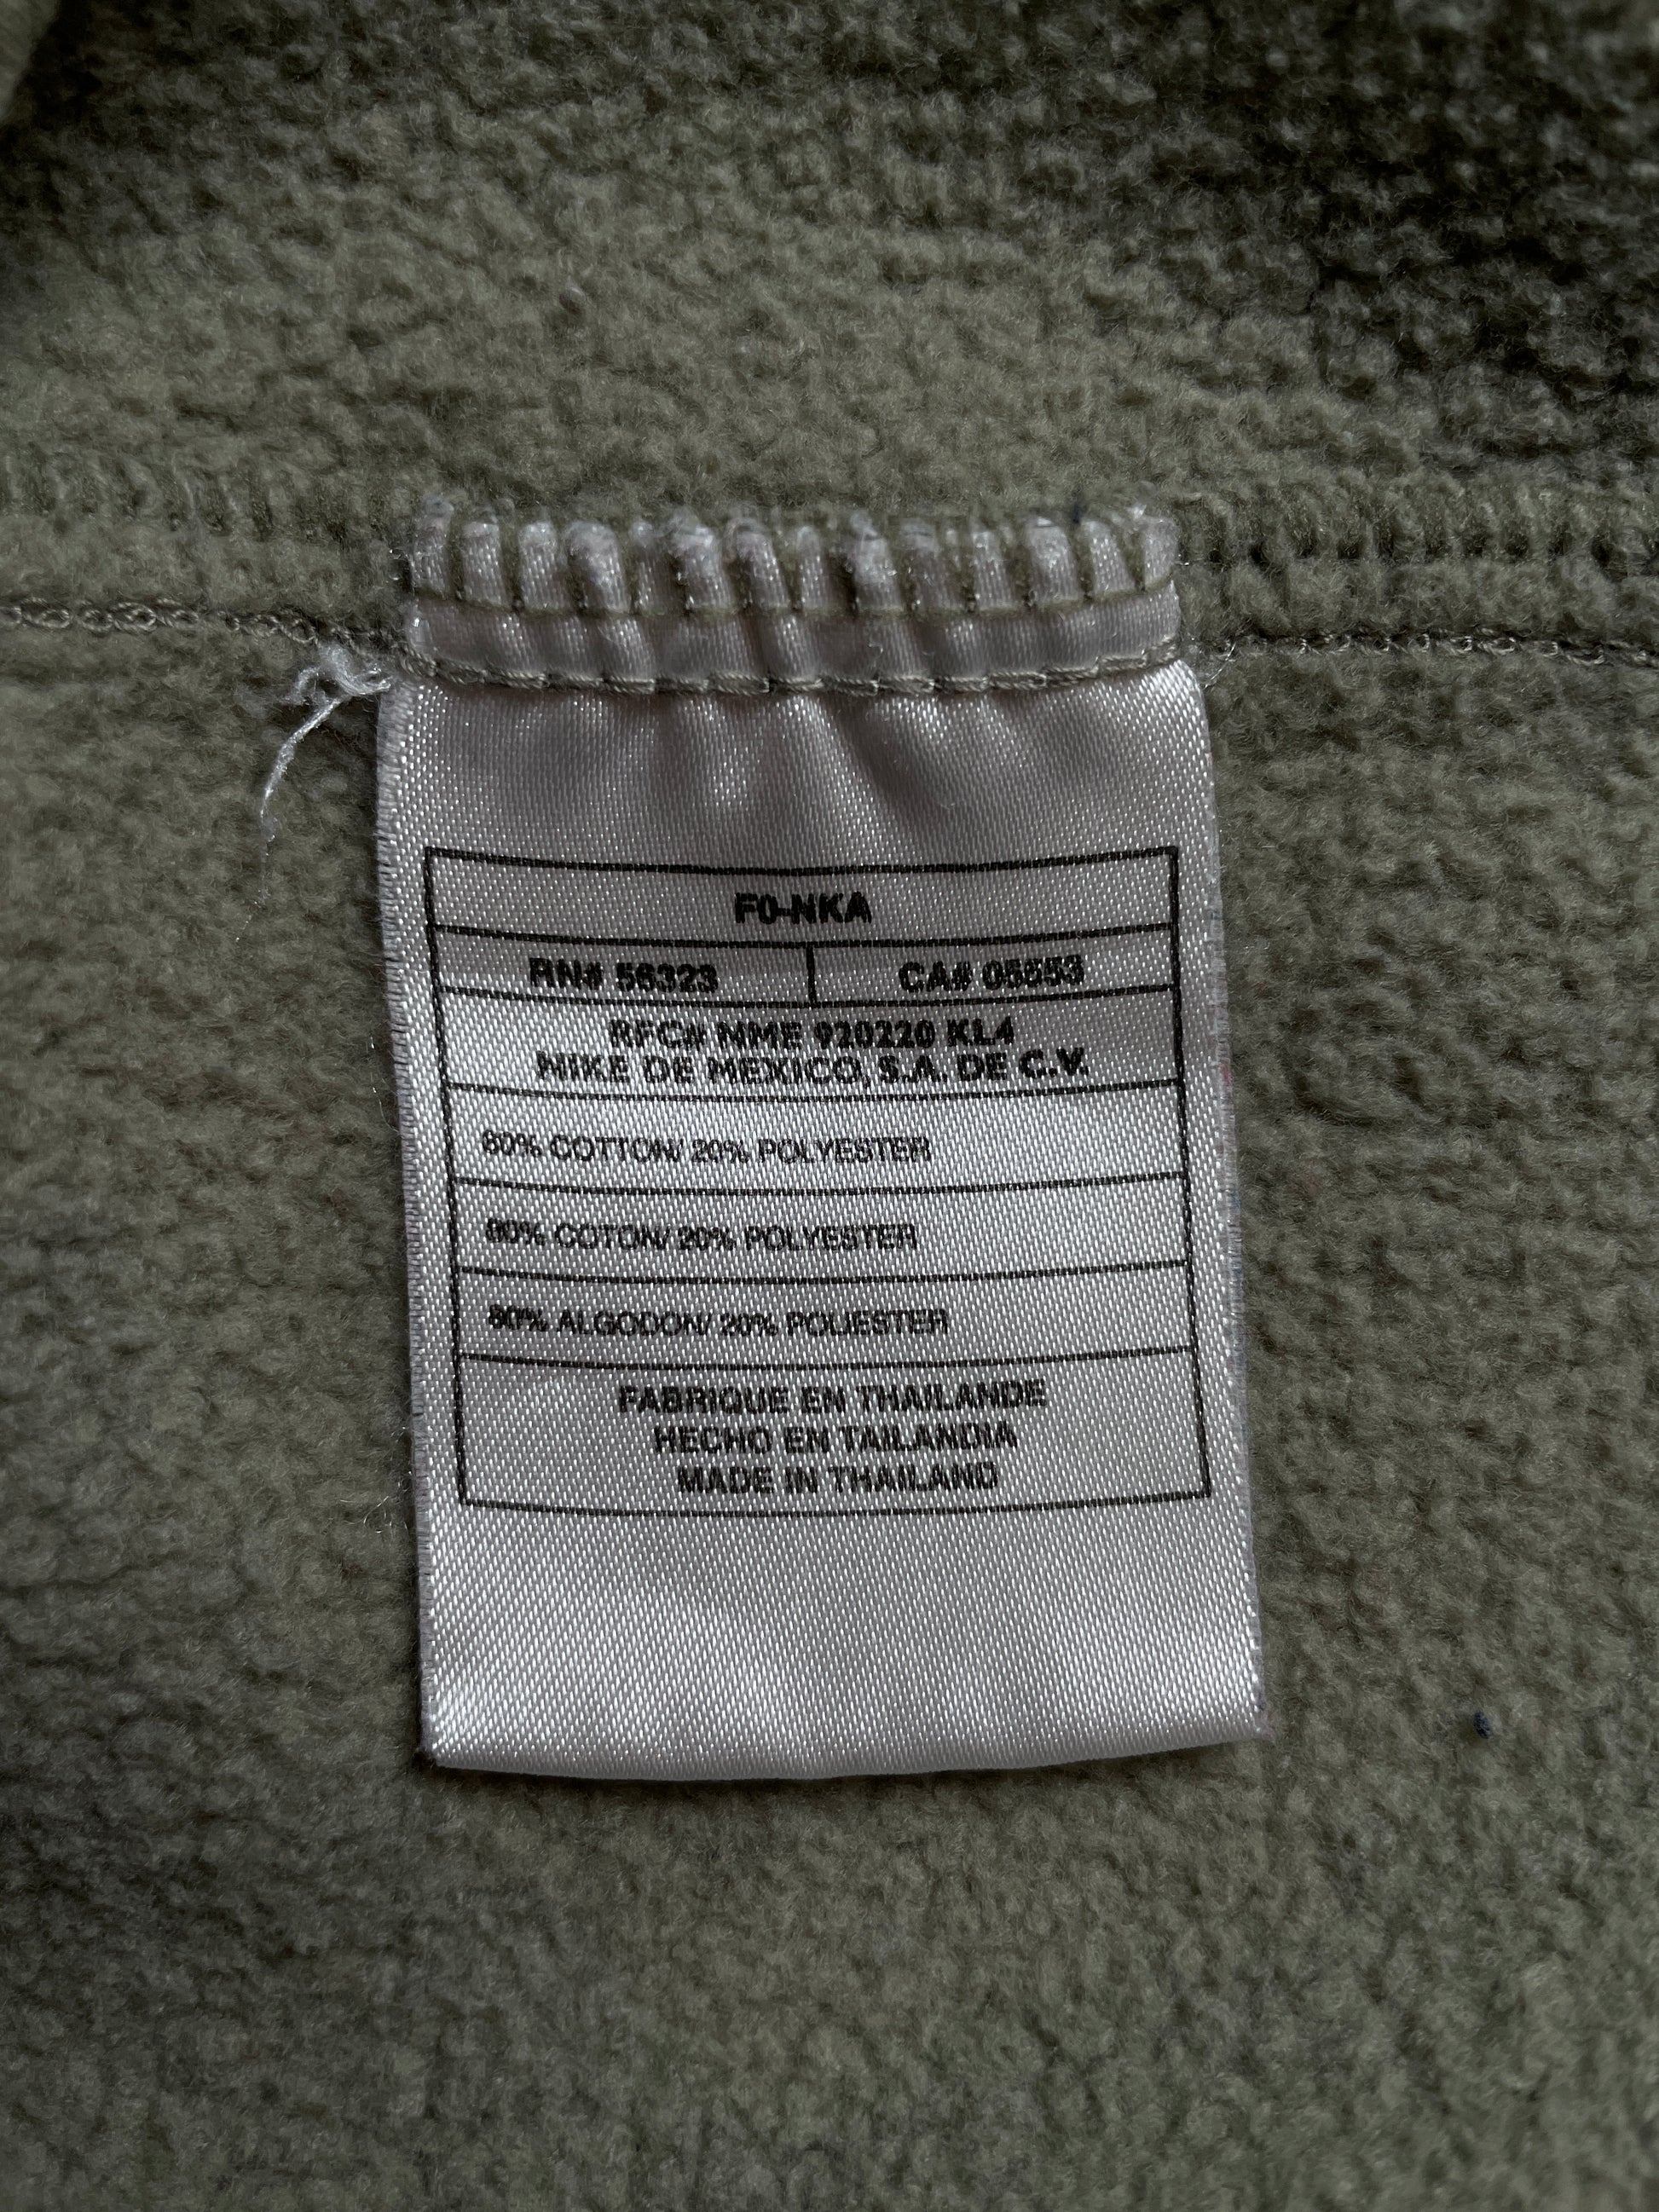 F0-NKA
RN# 56323 CA# 05553
RFC# NME 920220 KL4
NIKE DE MEXICO, S.A. DE C.V.
80% COTTON/ 20% POLYESTER
80% COTON/ 20% POLYESTER
80% ALGODON/ 20% POLIESTER
FABRIQUE EN THAILANDE
HECHO EN TAILANDIA
MADE IN THAILAND